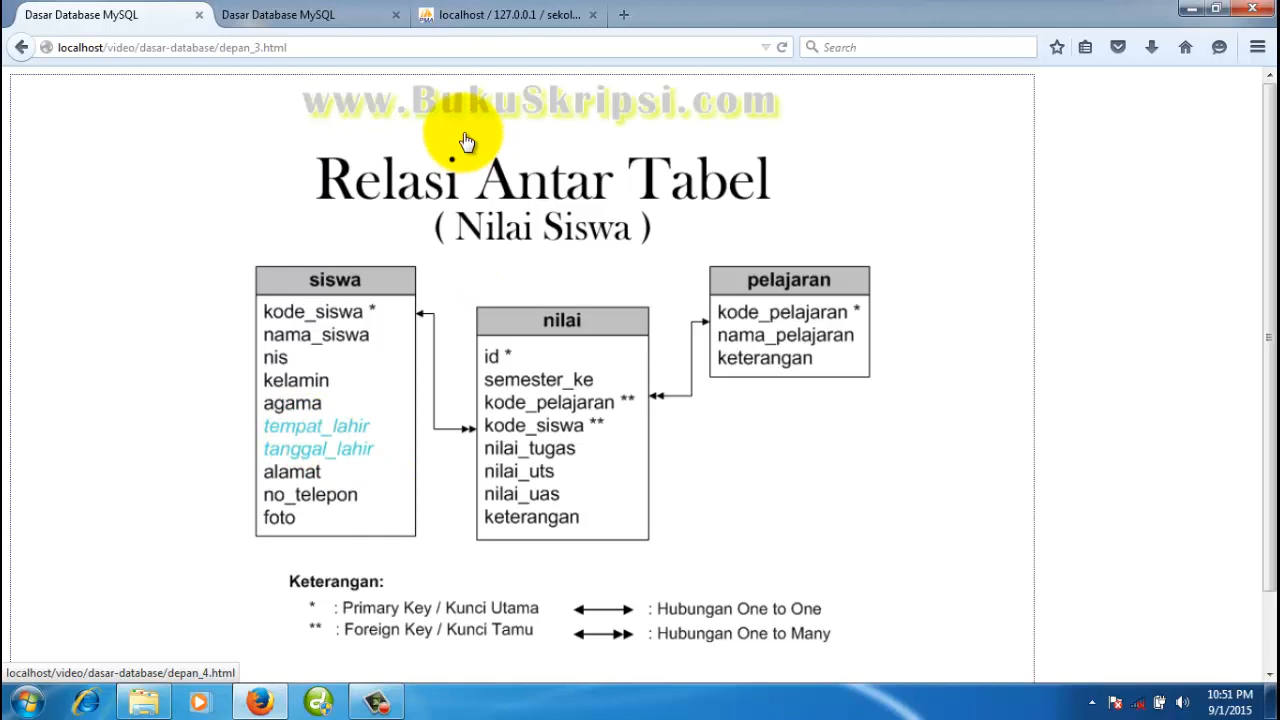 Dasar Database MySQL
Dasar Database MySQL
localhost / 127.0.0.1 / sekol...
localhost/video/dasar-database/depan_3.html
Search
www.BukuSkripsi.com
Relasi Antar Tabel
( Nilai Siswa )
siswa
kode_siswa *
nama_siswa
nis
kelamin
agama
tempat_lahir
tanggal_lahir
alamat
no_telepon
foto
nilai
id *
semester_ke
kode_pelajaran **
kode_siswa **
nilai_tugas
nilai_uts
nilai_uas
keterangan
pelajaran
kode_pelajaran *
nama_pelajaran
keterangan
Keterangan:
* : Primary Key / Kunci Utama
** : Foreign Key / Kunci Tamu
: Hubungan One to One
: Hubungan One to Many
localhost/video/dasar-database/depan_4.html
10:51 PM
9/1/2015